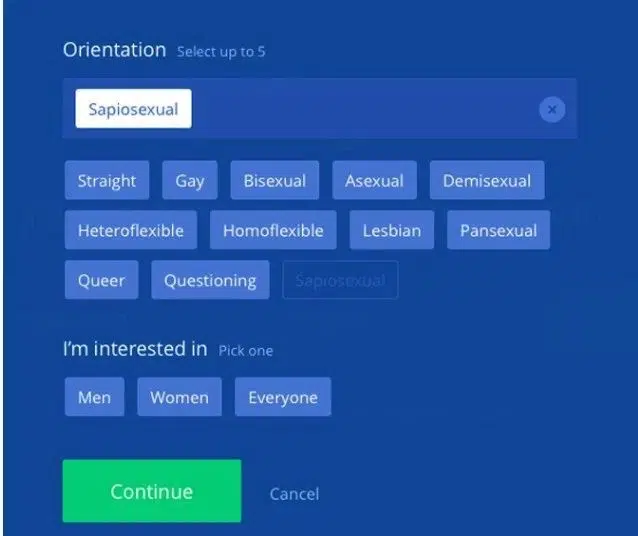 Orientation Select up to 5
Sapiosexual ×
Straight Gay Bisexual Asexual Demisexual
Heteroflexible Homoflexible Lesbian Pansexual
Queer Questioning Sapiosexual
I'm interested in Pick one
Men Women Everyone
Continue Cancel